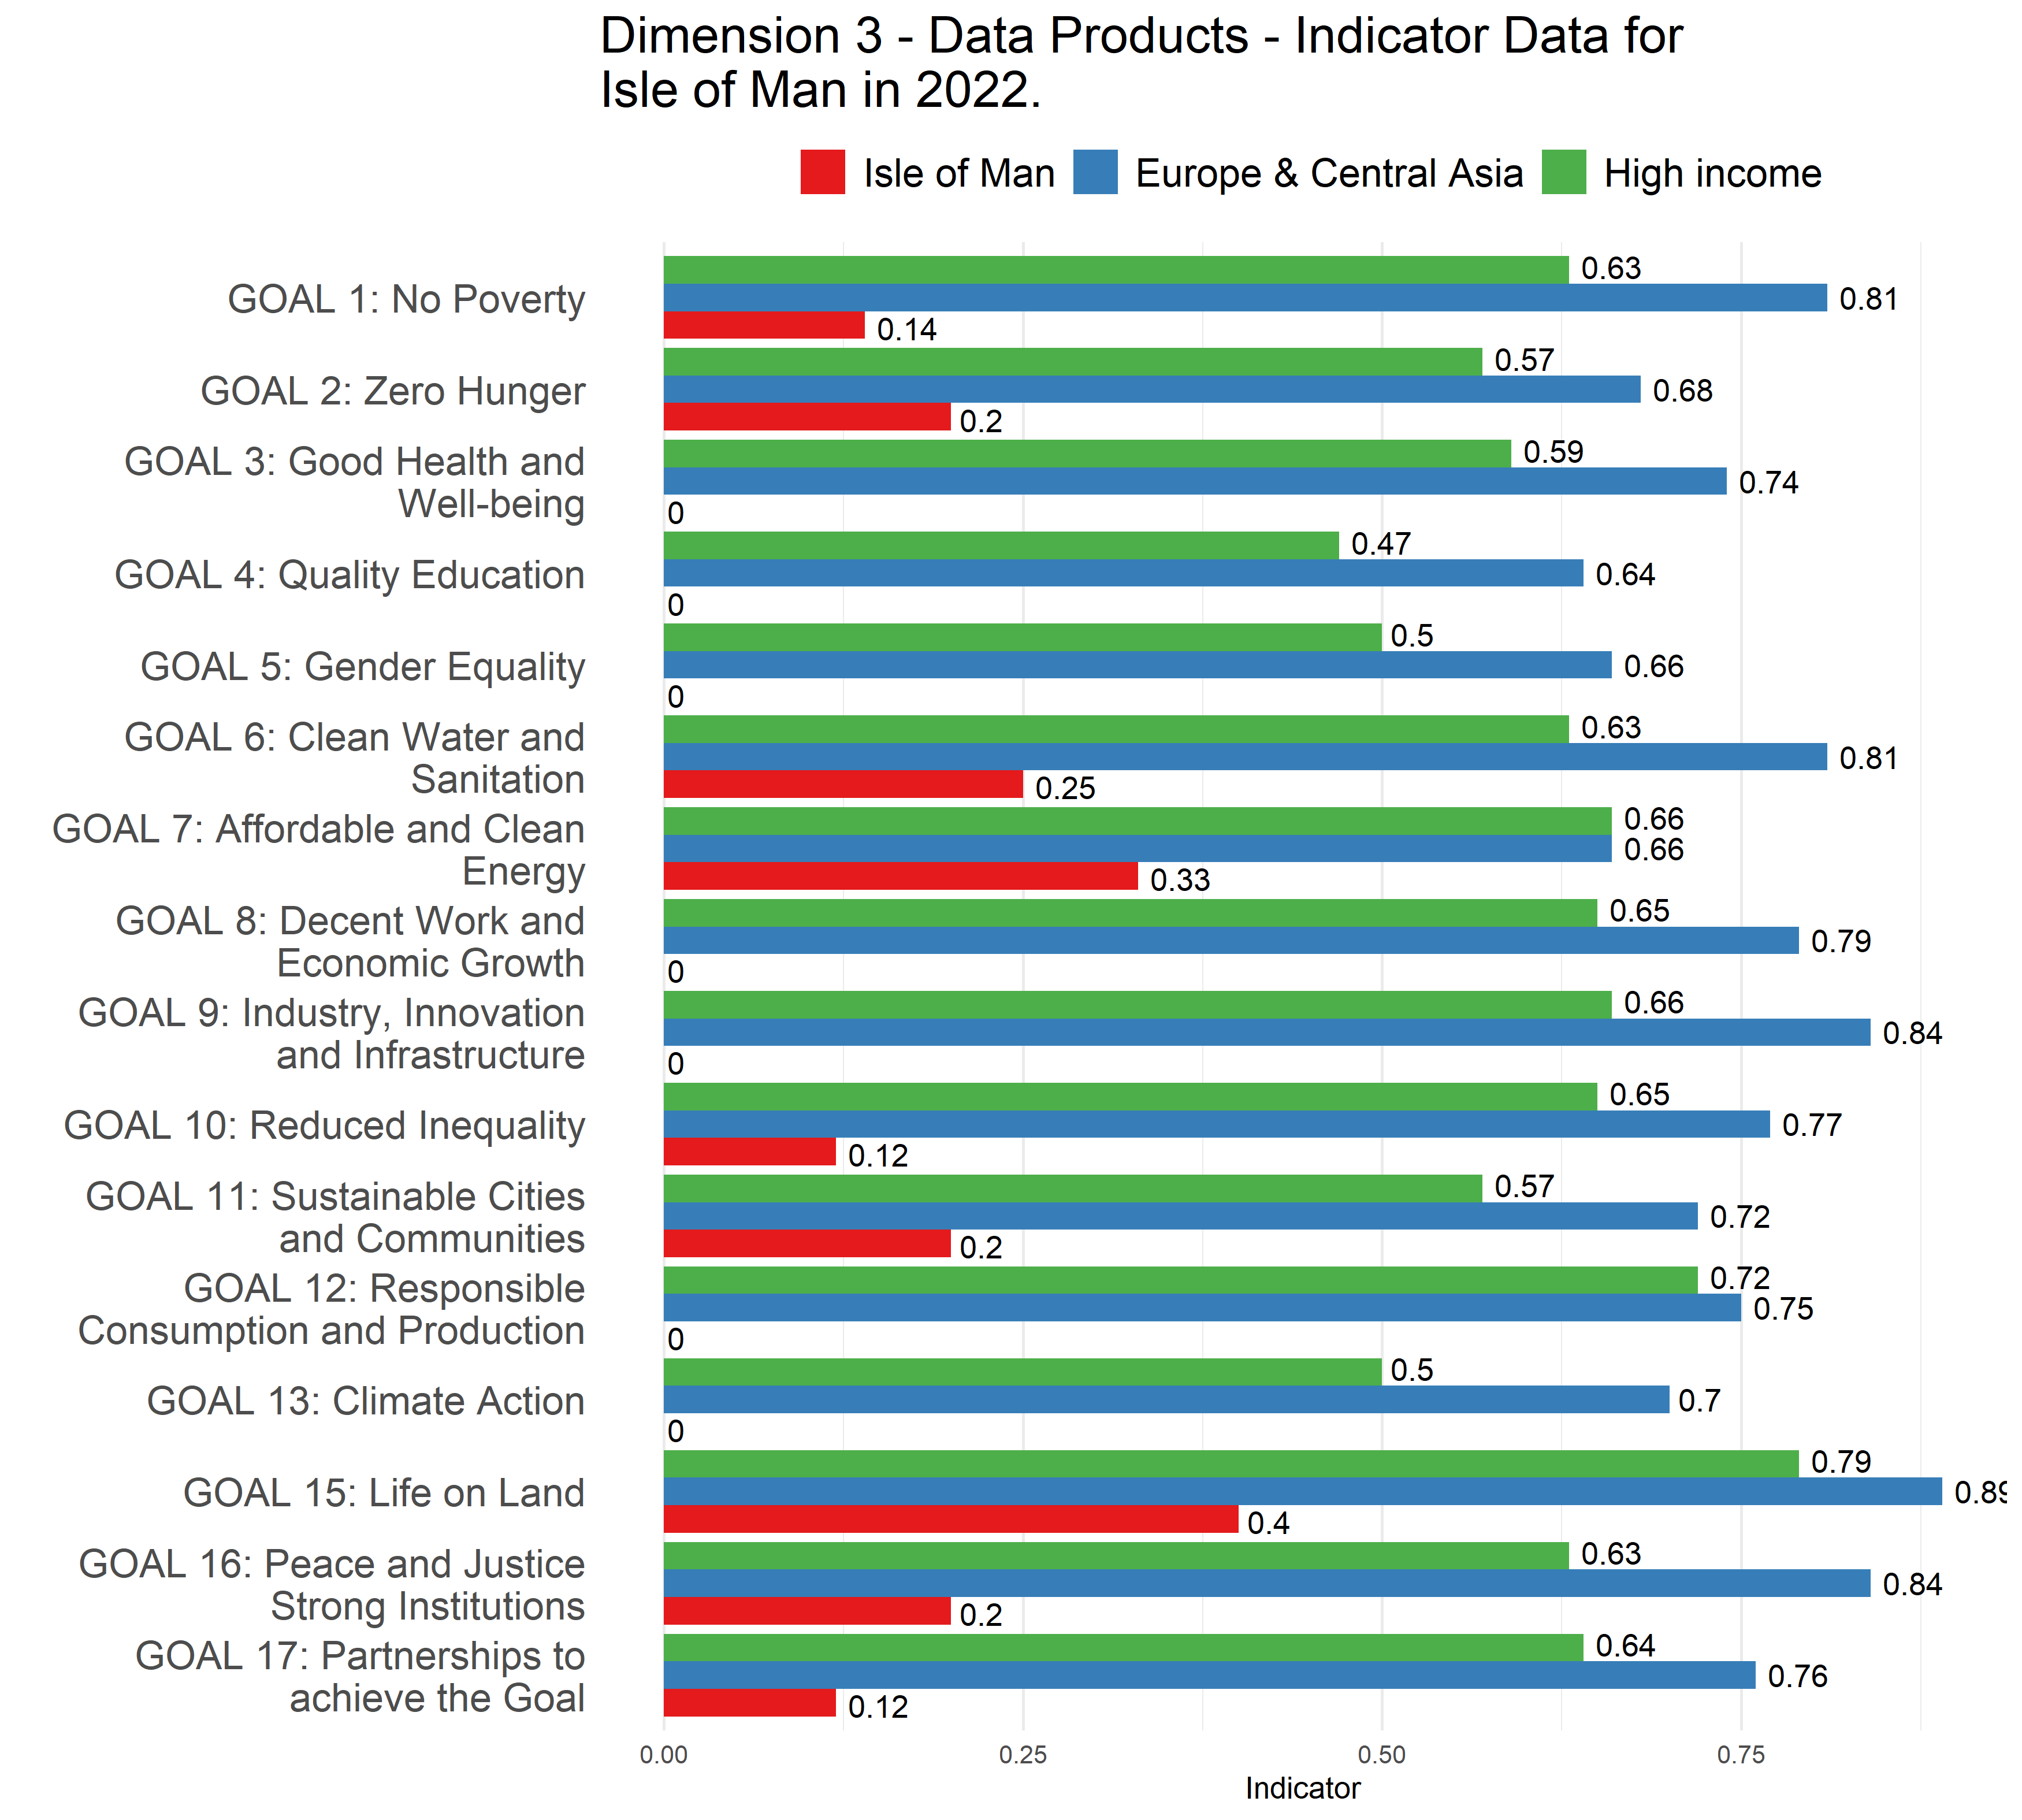 Dimension 3 - Data Products - Indicator Data for
Isle of Man in 2022.
Isle of Man Europe & Central Asia High income
GOAL 1: No Poverty
0.63
0.81
0.14
GOAL 2: Zero Hunger
0.57
0.68
0.2
GOAL 3: Good Health and
Well-being
0.59
0.74
0
GOAL 4: Quality Education
0.47
0.64
0
GOAL 5: Gender Equality
0.5
0.66
0
GOAL 6: Clean Water and
Sanitation
0.63
0.81
0.25
GOAL 7: Affordable and Clean
Energy
0.66
0.66
0.33
GOAL 8: Decent Work and
Economic Growth
0.65
0.79
0
GOAL 9: Industry, Innovation
and Infrastructure
0.66
0.84
0
GOAL 10: Reduced Inequality
0.65
0.77
0.12
GOAL 11: Sustainable Cities
and Communities
0.57
0.72
0.2
GOAL 12: Responsible
Consumption and Production
0.72
0.75
0
GOAL 13: Climate Action
0.5
0.7
0
GOAL 15: Life on Land
0.79
0.89
0.4
GOAL 16: Peace and Justice
Strong Institutions
0.63
0.84
0.2
GOAL 17: Partnerships to
achieve the Goal
0.64
0.76
0.12
0.00 0.25 0.50 0.75
Indicator